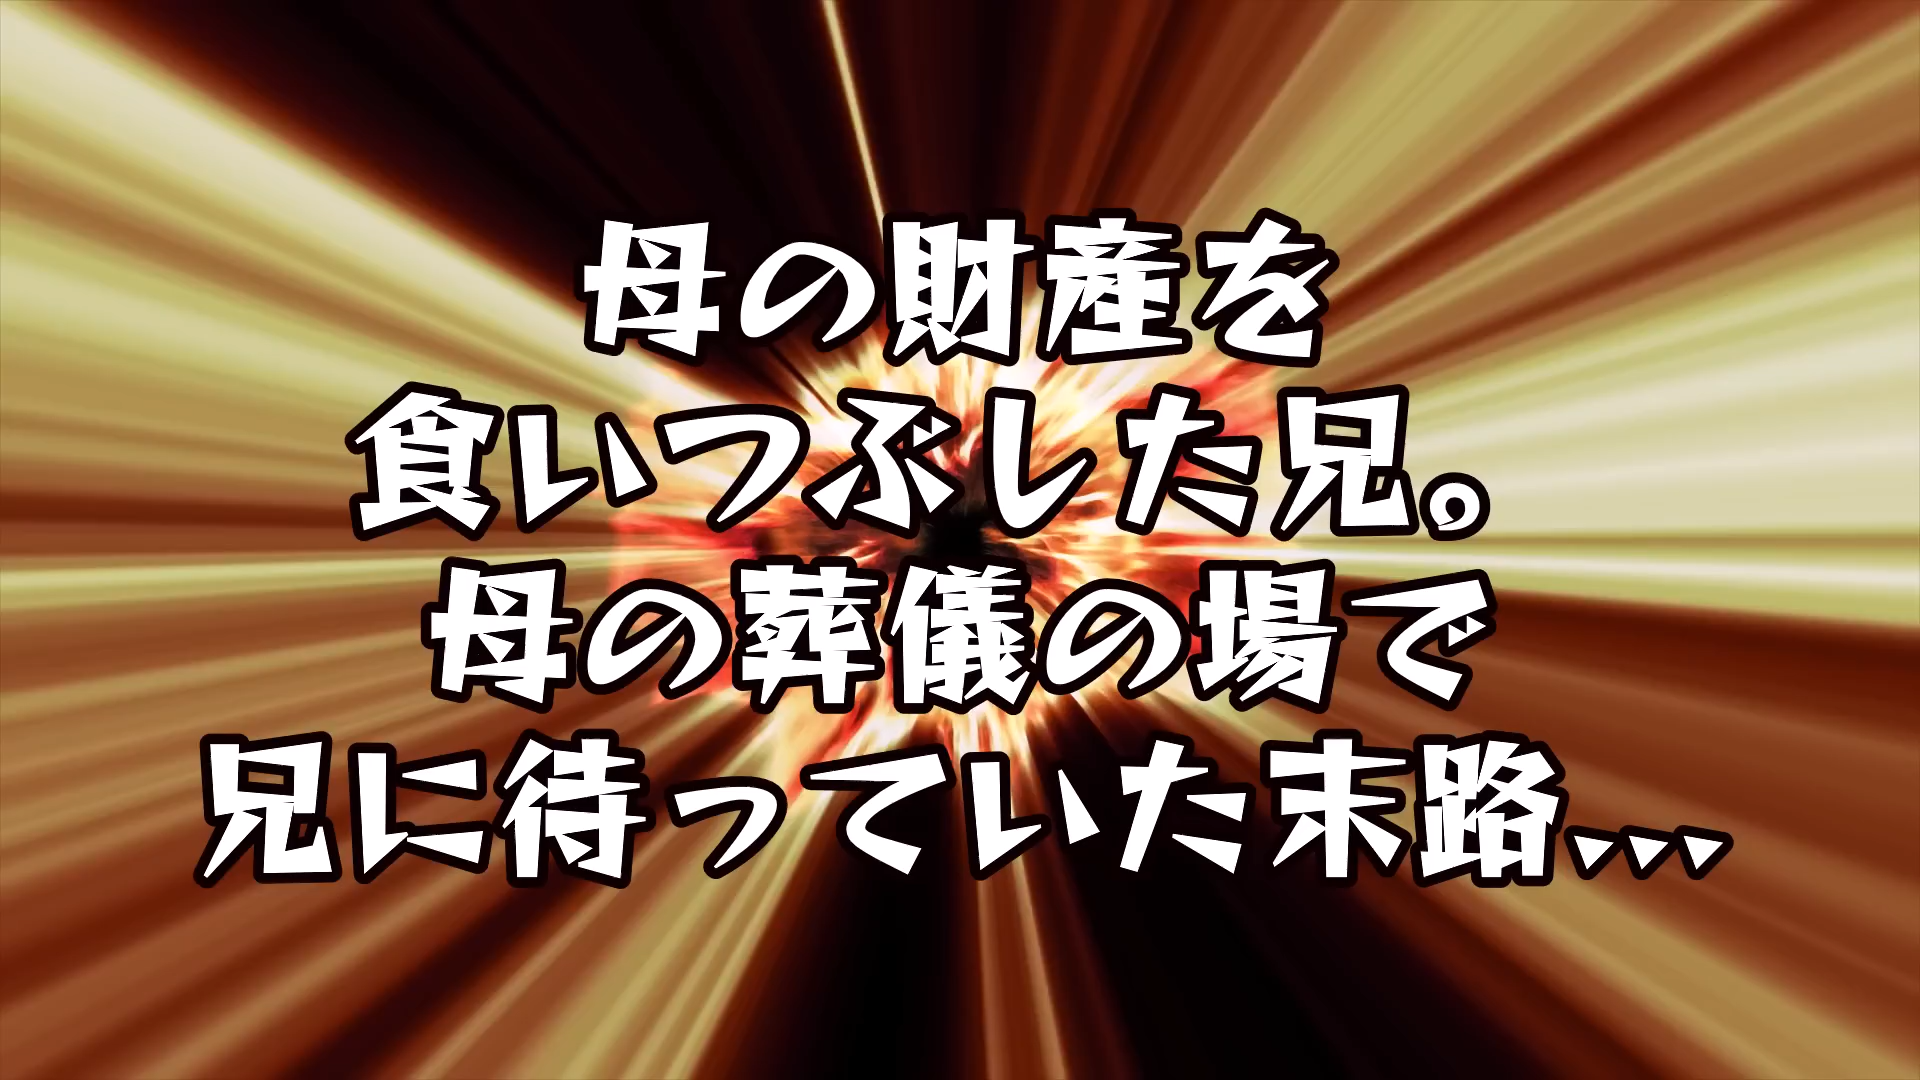 母の財産を
食いつぶした兄。
母の葬儀の場で
兄に待っていた末路...